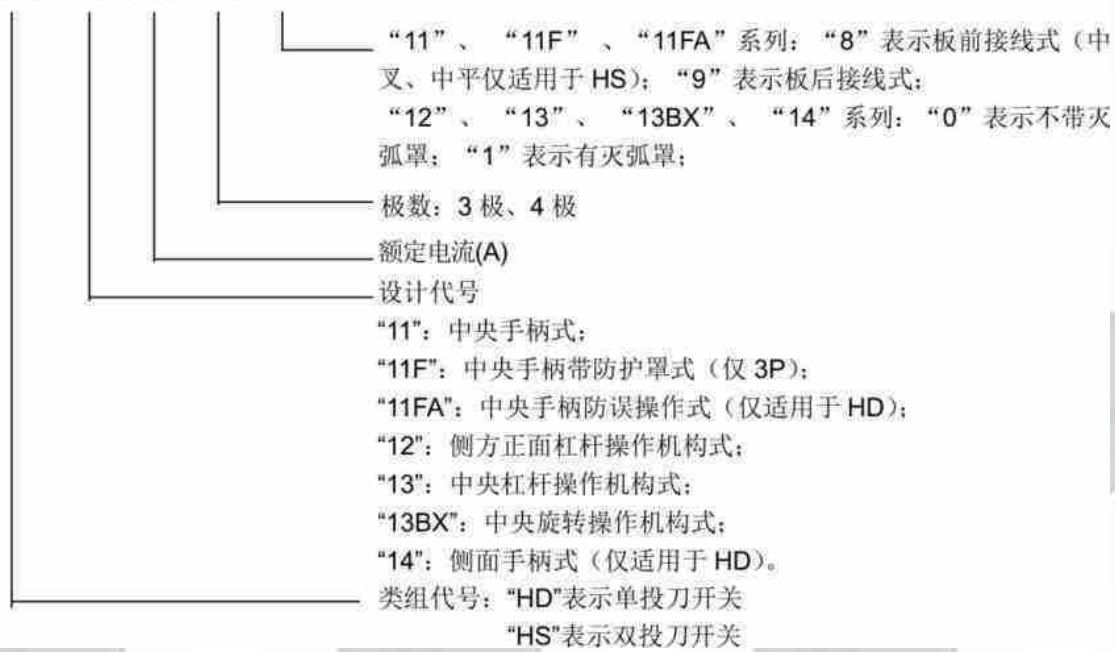 “11”、“11F”、“11FA”系列：“8”表示板前接线式（中
叉、中平仅适用于 HS）；“9”表示板后接线式；
“12”、“13”、“13BX”、“14”系列：“0”表示不带灭
弧罩；“1”表示有灭弧罩；
极数：3 极、4 极
额定电流(A)
设计代号
“11”：中央手柄式；
“11F”：中央手柄带防护罩式（仅 3P）；
“11FA”：中央手柄防误操作式（仅适用于 HD）；
“12”：侧方正面杠杆操作机构式；
“13”：中央杠杆操作机构式；
“13BX”：中央旋转操作机构式；
“14”：侧面手柄式（仅适用于 HD）。
类组代号：“HD”表示单投刀开关
“HS”表示双投刀开关